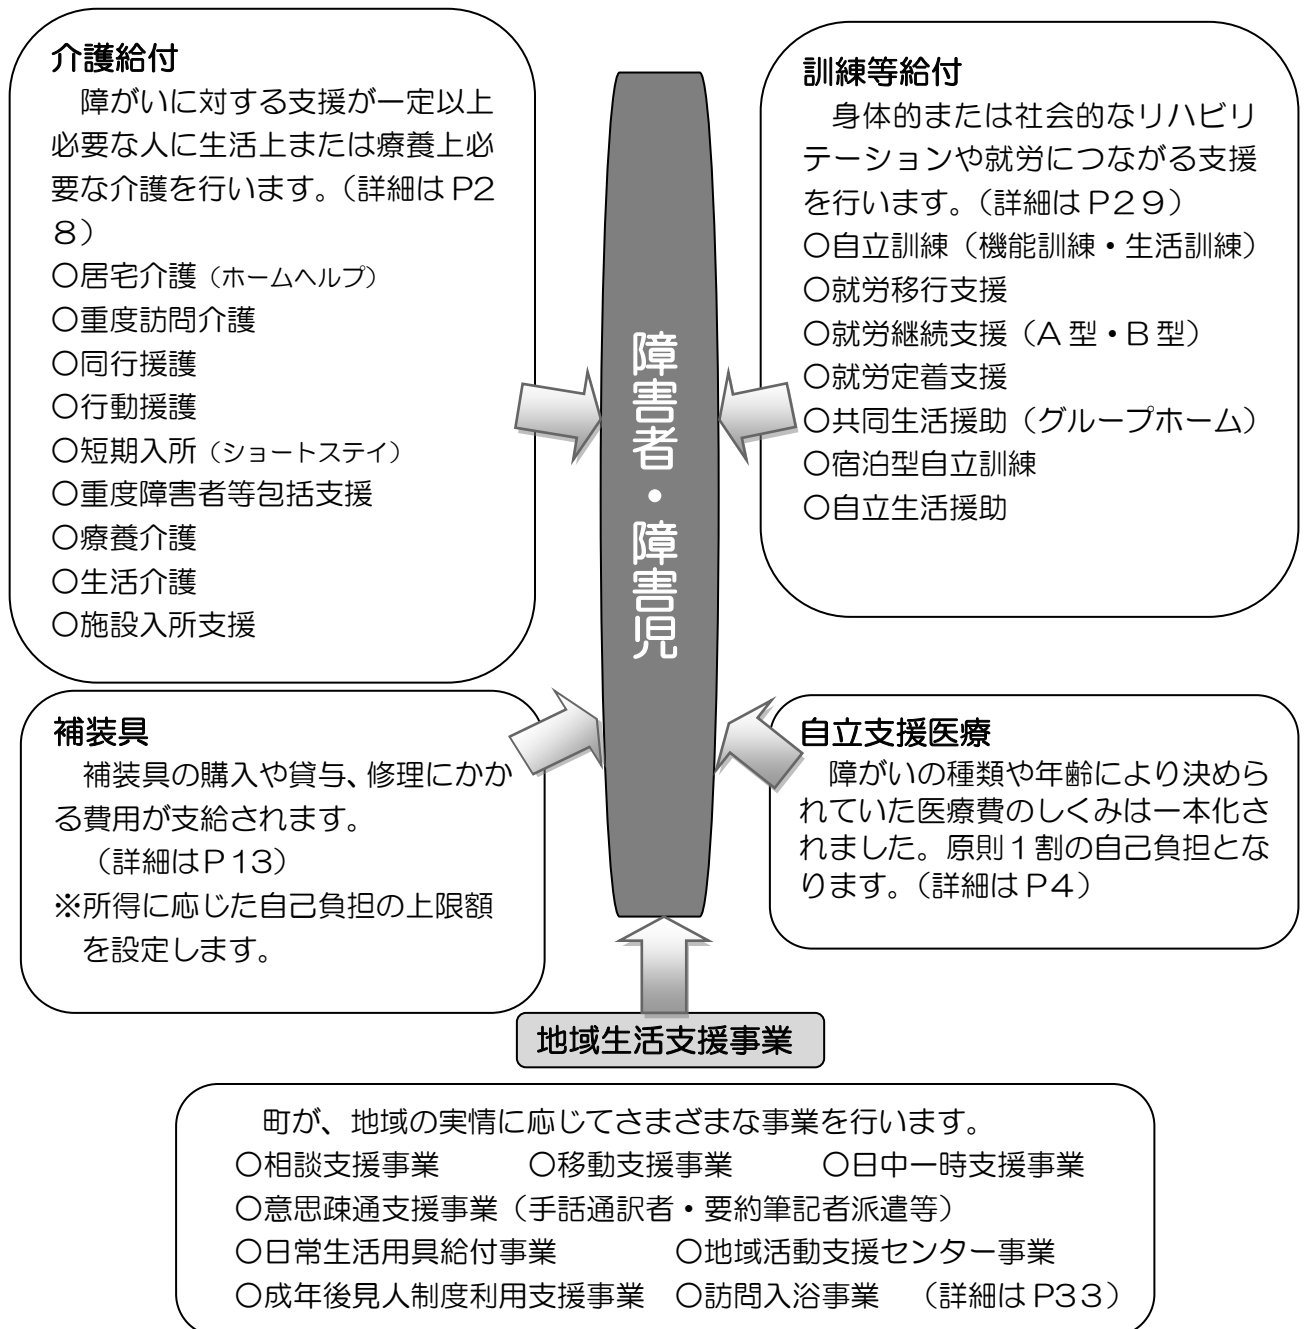 介護給付
障がいに対する支援が一定以上
必要な人に生活上または療養上必
要な介護を行います。（詳細はP2
8）
○居宅介護（ホームヘルプ）
○重度訪問介護
○同行援護
○行動援護
○短期入所（ショートステイ）
○重度障害者等包括支援
○療養介護
○生活介護
○施設入所支援
障害者・障害児
訓練等給付
身体的または社会的なリハビリ
テーションや就労につながる支援
を行います。（詳細はP29）
○自立訓練（機能訓練・生活訓練）
○就労移行支援
○就労継続支援（A型・B型）
○就労定着支援
○共同生活援助（グループホーム）
○宿泊型自立訓練
○自立生活援助
補装具
補装具の購入や貸与、修理にかか
る費用が支給されます。
（詳細はP13）
※所得に応じた自己負担の上限額
を設定します。
自立支援医療
障がいの種類や年齢により決めら
れていた医療費のしくみは一本化さ
れました。原則1割の自己負担とな
ります。（詳細はP4）
地域生活支援事業
町が、地域の実情に応じてさまざまな事業を行います。
○相談支援事業　○移動支援事業　○日中一時支援事業
○意思疎通支援事業（手話通訳者・要約筆記者派遣等）
○日常生活用具給付事業　○地域活動支援センター事業
○成年後見人制度利用支援事業　○訪問入浴事業　（詳細はP33）